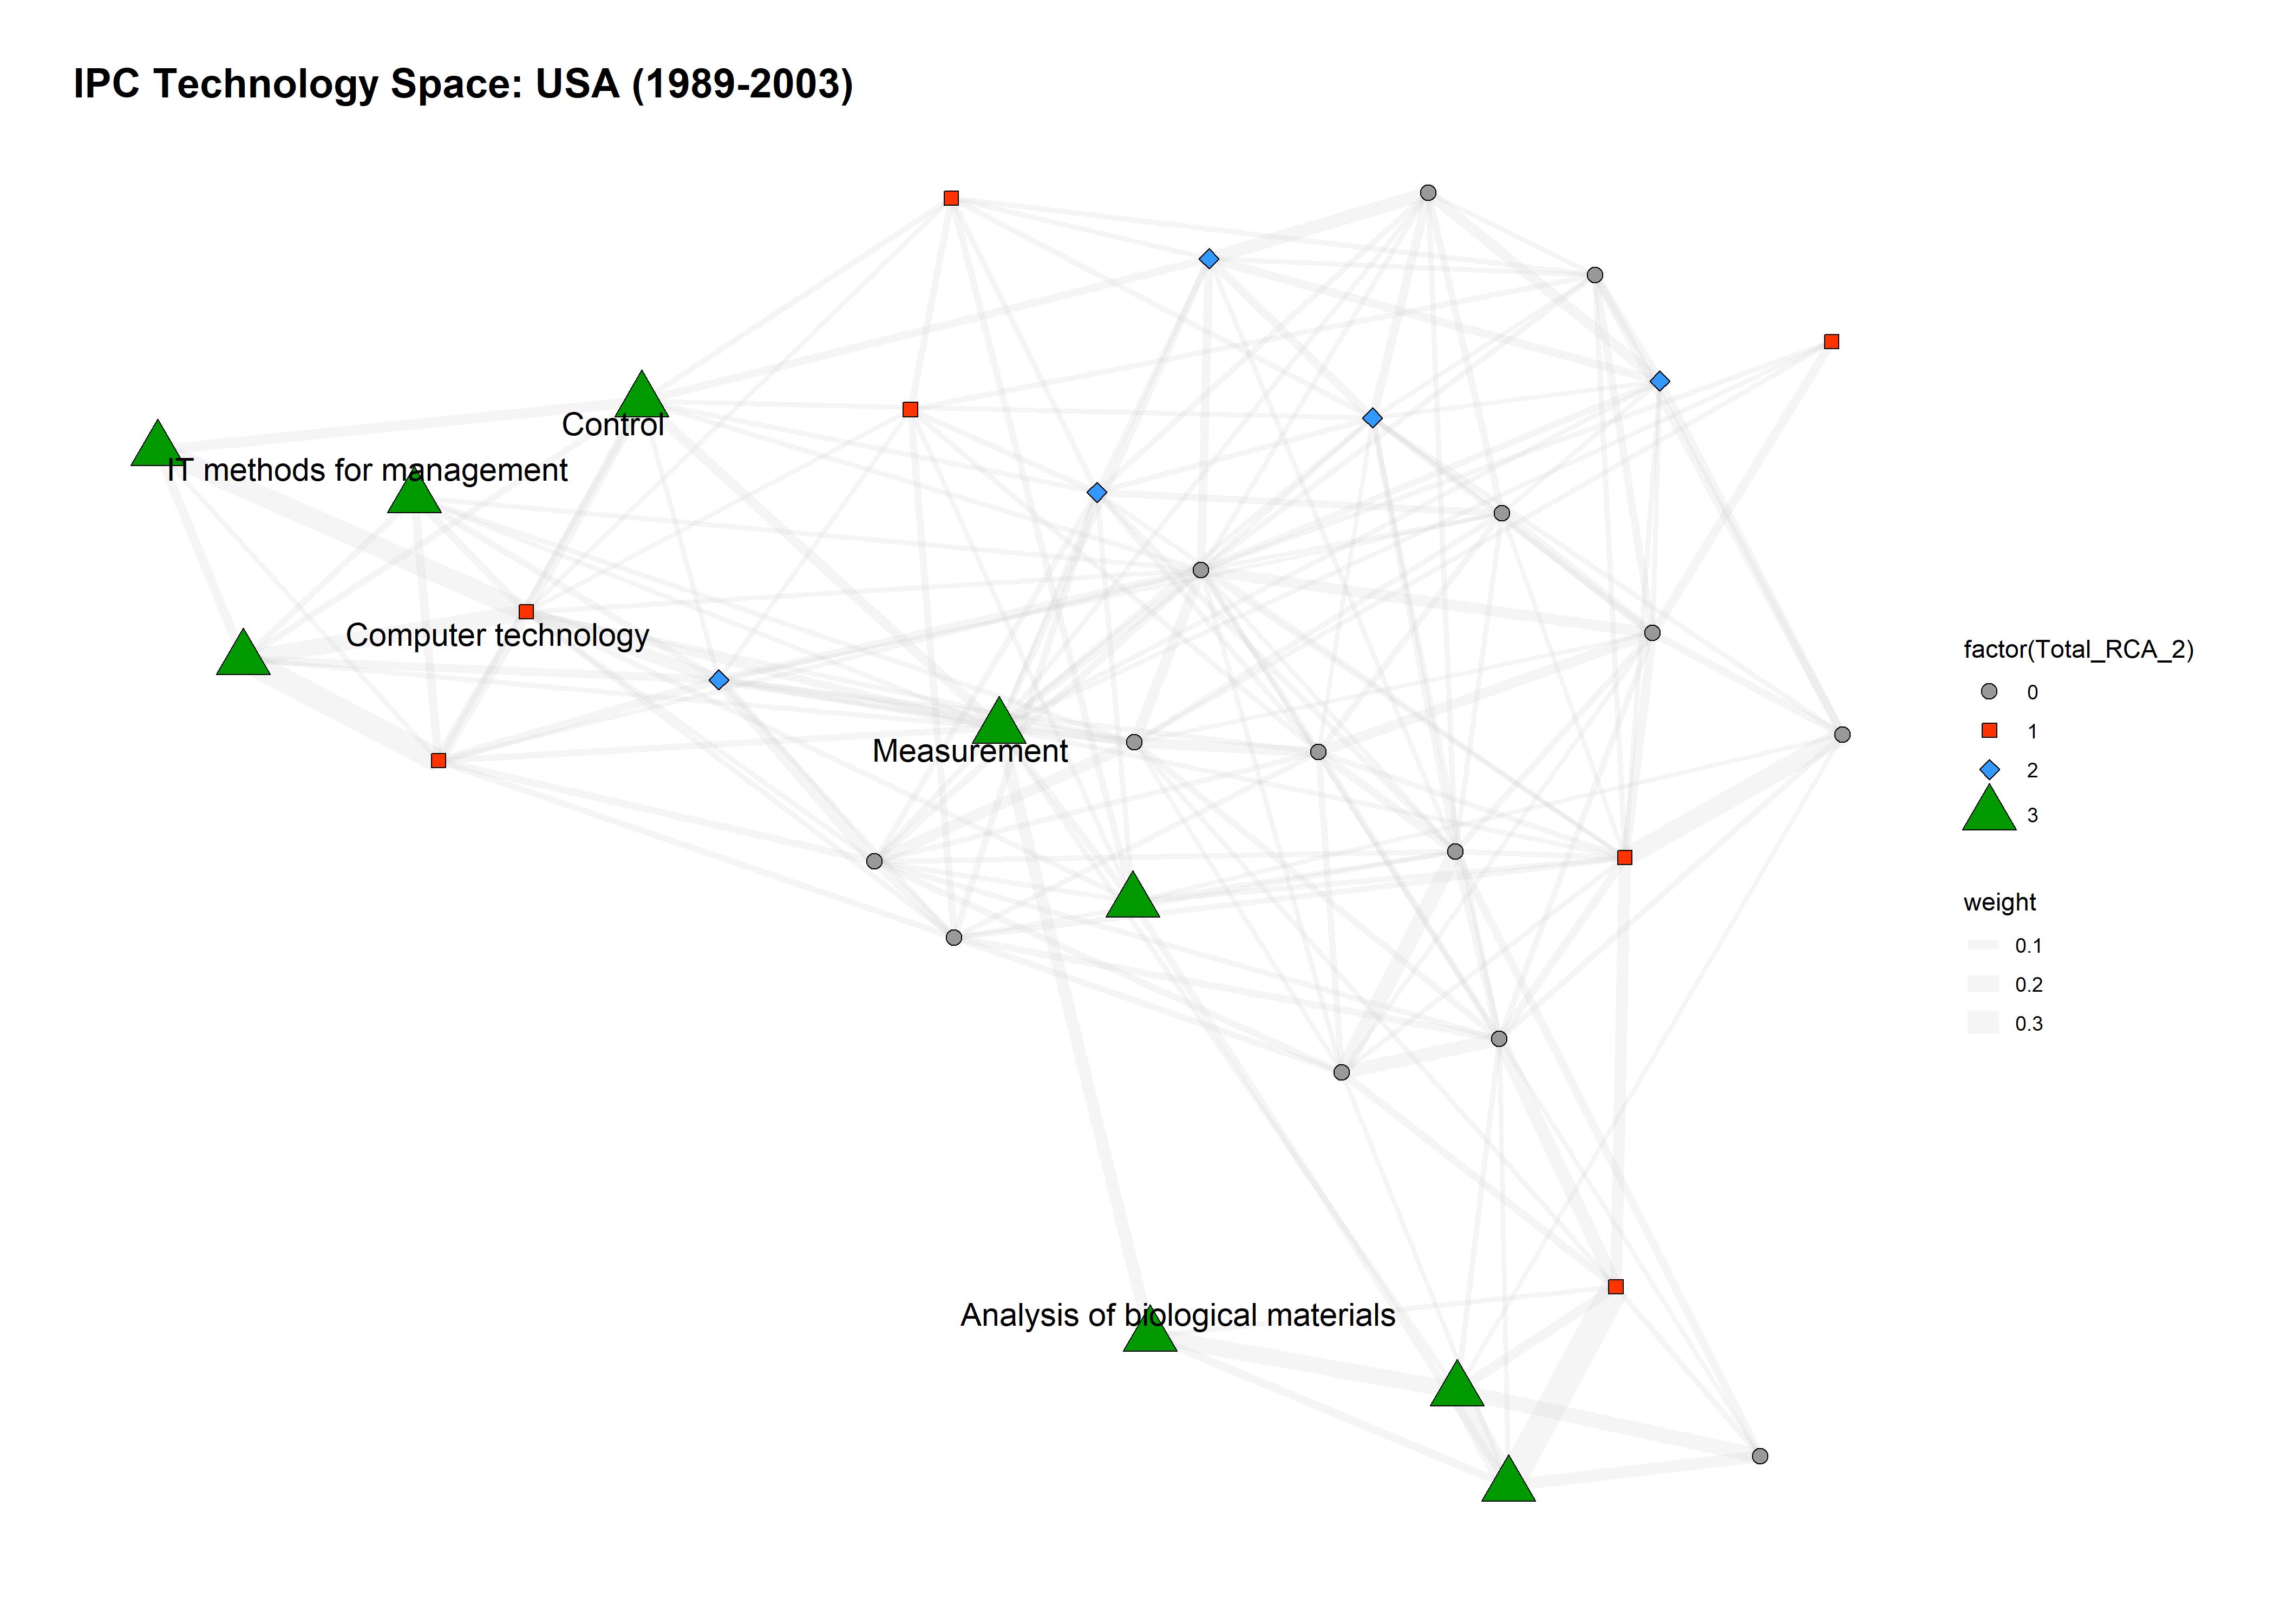 IPC Technology Space: USA (1989-2003)
Control
IT methods for management
Computer technology
Measurement
Analysis of biological materials
factor(Total_RCA_2)
0
1
2
3
weight
0.1
0.2
0.3